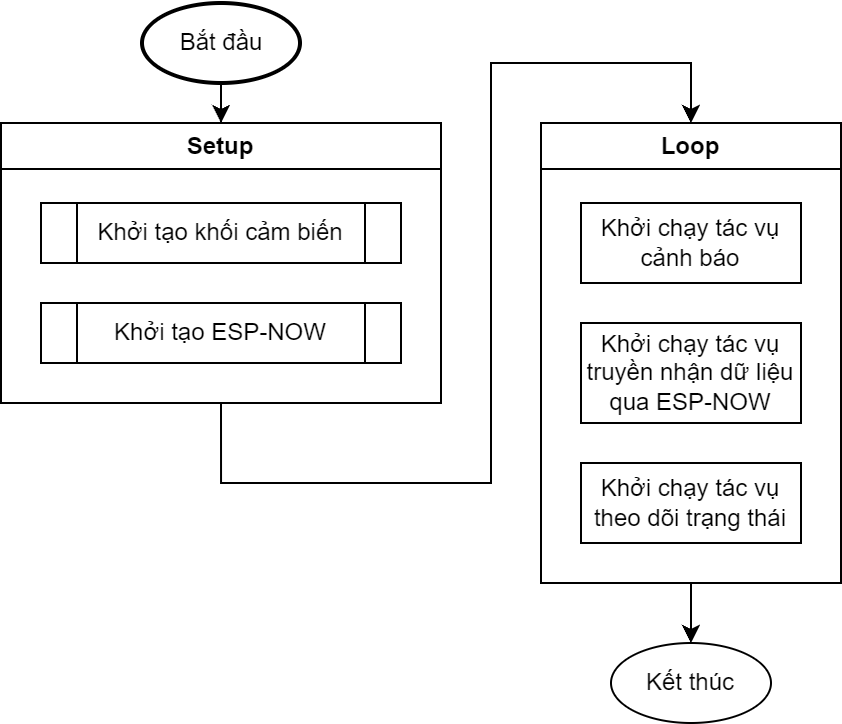 Bắt đầu
Setup
Khởi tạo khối cảm biến
Khởi tạo ESP-NOW
Loop
Khởi chạy tác vụ
cảnh báo
Khởi chạy tác vụ
truyền nhận dữ liệu
qua ESP-NOW
Khởi chạy tác vụ
theo dõi trạng thái
Kết thúc